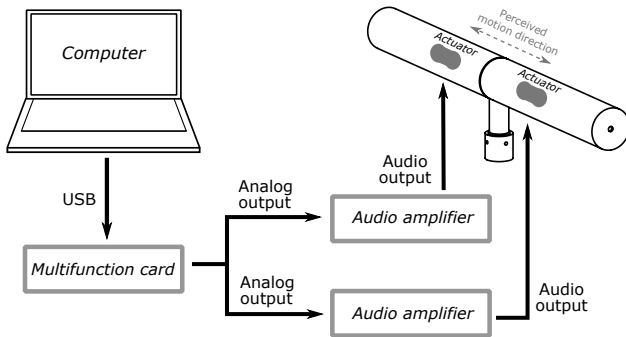 Computer
Perceived
motion direction
Actuator
Actuator
USB
Analog
output
Audio
output
Audio amplifier
Multifunction card
Analog
output
Audio amplifier
Audio
output